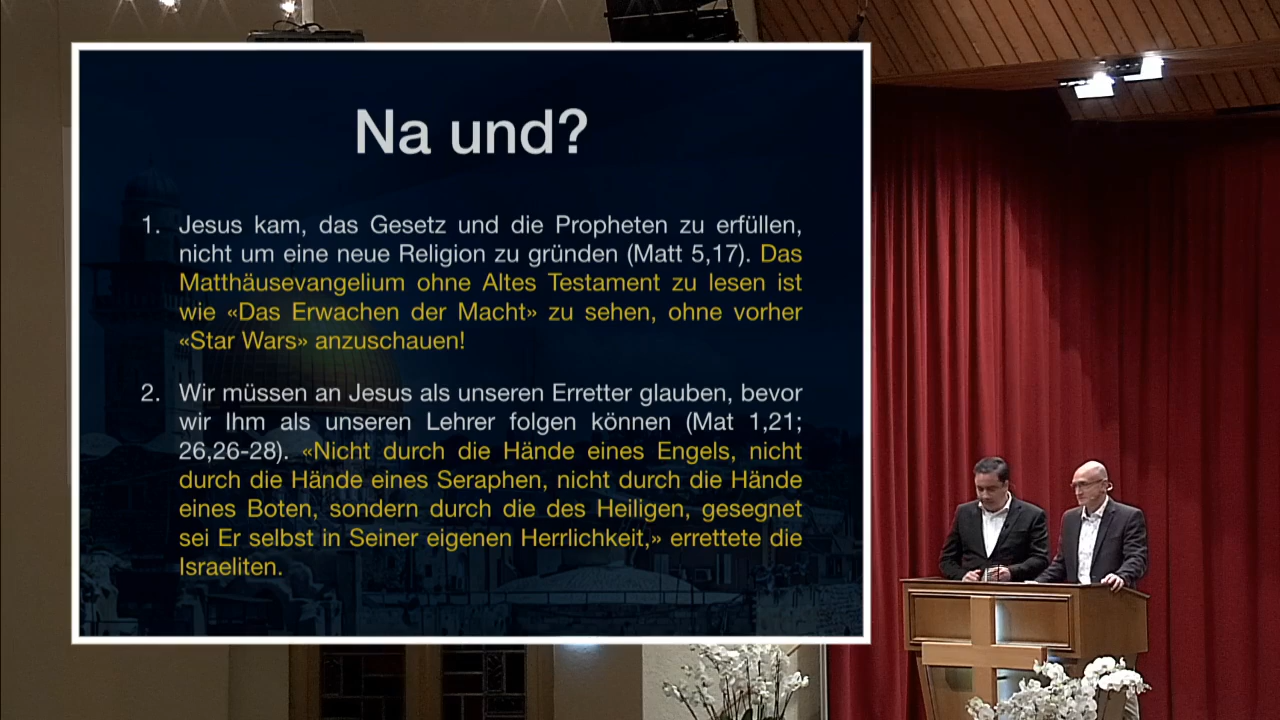 Na und?
1. Jesus kam, das Gesetz und die Propheten zu erfüllen,
nicht um eine neue Religion zu gründen (Matt 5,17). Das
Matthäusevangelium ohne Altes Testament zu lesen ist
wie «Das Erwachen der Macht» zu sehen, ohne vorher
«Star Wars» anzuschauen!
2. Wir müssen an Jesus als unseren Erretter glauben, bevor
wir Ihm als unseren Lehrer folgen können (Mat 1,21;
26,26-28). «Nicht durch die Hände eines Engels, nicht
durch die Hände eines Seraphen, nicht durch die Hände
eines Boten, sondern durch die des Heiligen, gesegnet
sei Er selbst in Seiner eigenen Herrlichkeit,» errettete die
Israeliten.